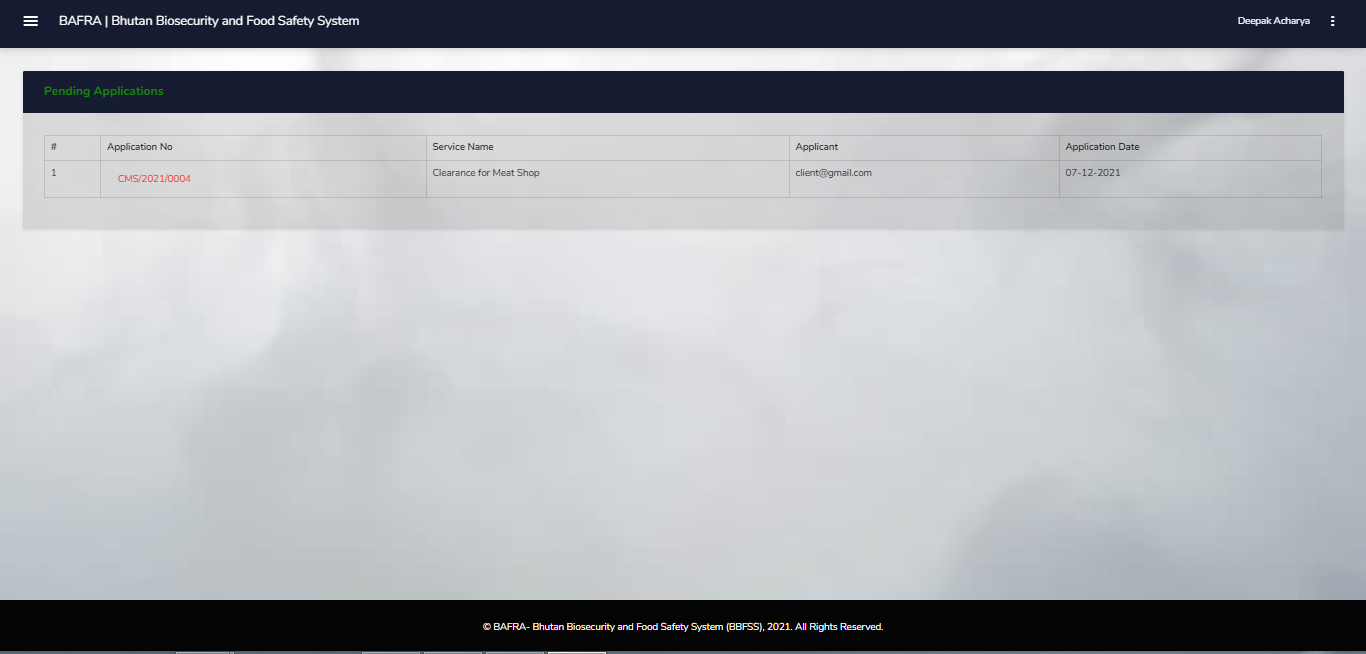 BAFRA | Bhutan Biosecurity and Food Safety System
Deepak Acharya
Pending Applications
# Application No Service Name Applicant Application Date
1 CMS/2021/0004 Clearance for Meat Shop client@gmail.com 07-12-2021
© BAFRA- Bhutan Biosecurity and Food Safety System (BBFSS), 2021. All Rights Reserved.